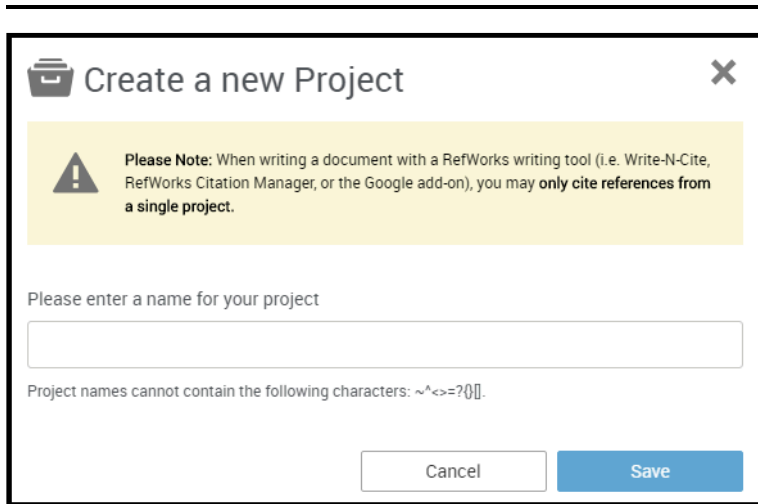 Create a new Project
Please Note: When writing a document with a RefWorks writing tool (i.e. Write-N-Cite,
RefWorks Citation Manager, or the Google add-on), you may only cite references from
a single project.
Please enter a name for your project
Project names cannot contain the following characters: ~^<>=?{}[].
Cancel
Save